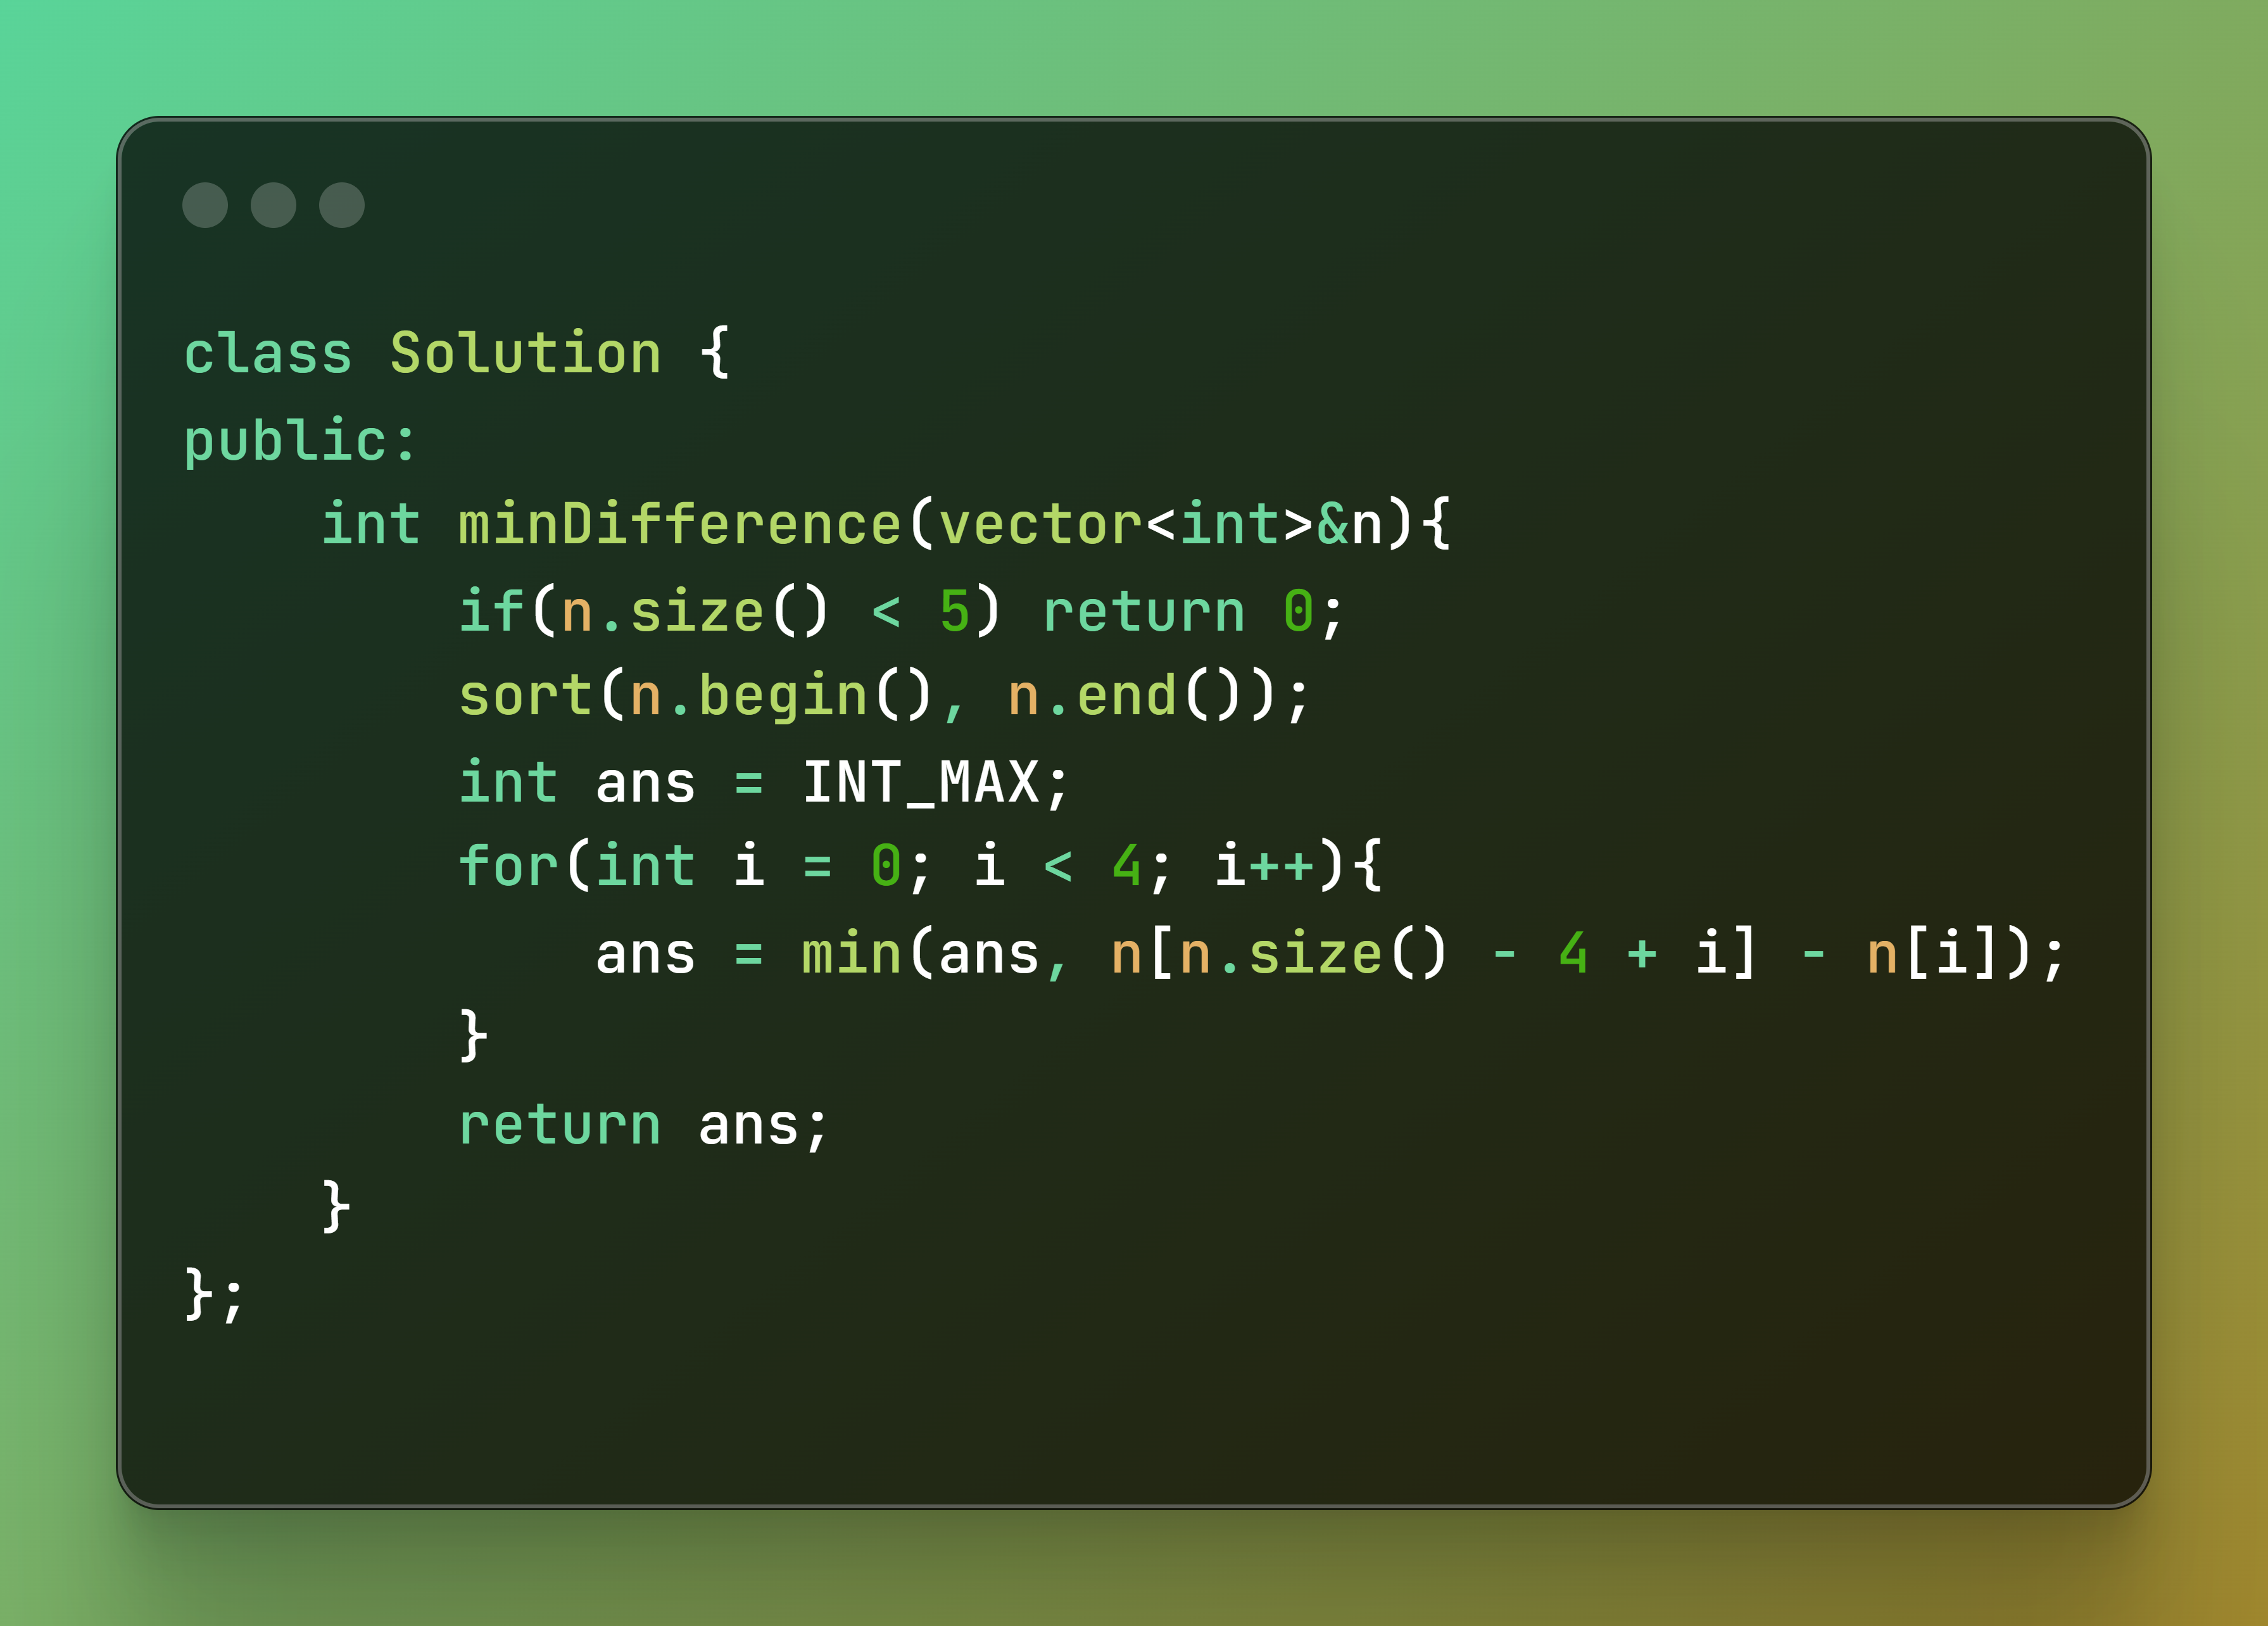 class Solution {
public:
    int minDifference(vector<int>&n){
        if(n.size() < 5) return 0;
        sort(n.begin(), n.end());
        int ans = INT_MAX;
        for(int i = 0; i < 4; i++){
            ans = min(ans, n[n.size() - 4 + i] - n[i]);
        }
        return ans;
    }
};